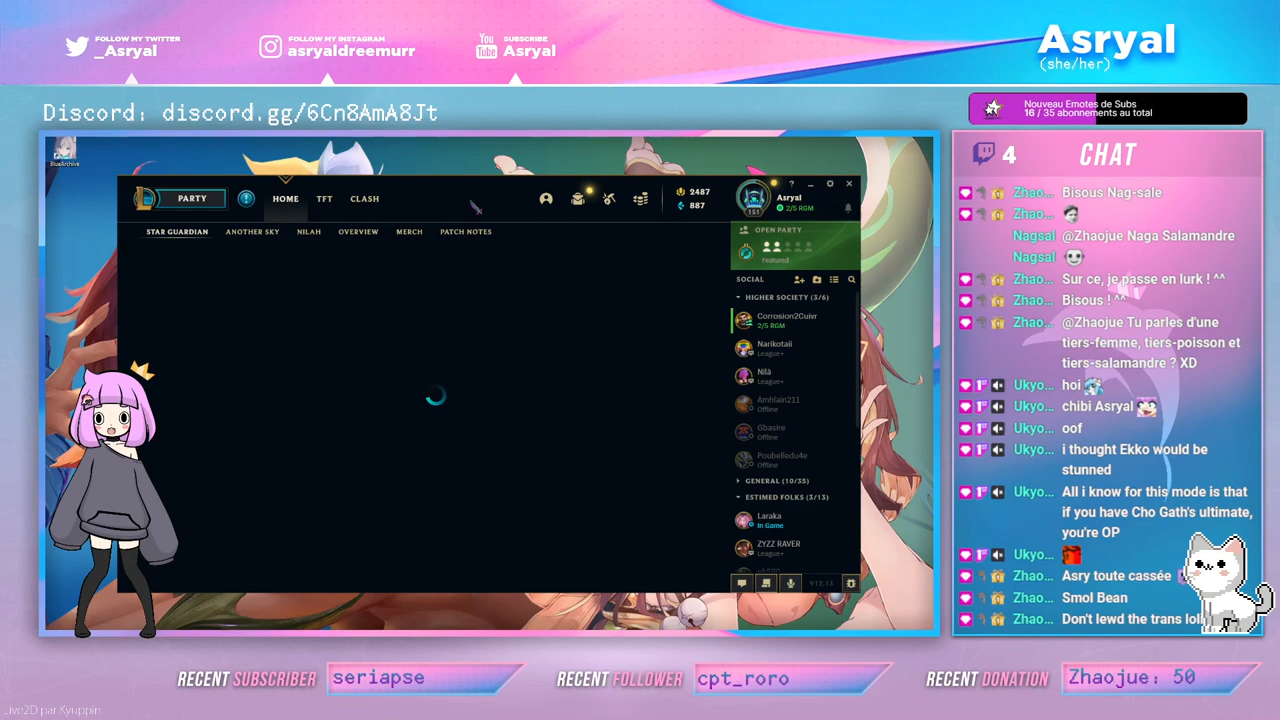 FOLLOW MY TWITTER
_Asryal
FOLLOW MY INSTAGRAM
asryaldreemurr
You Tube
SUBSCRIBE
Asryal
Asryal
(she/her)
Discord: discord.gg/6Cn8AmA8Jt
Nouveau Emotes de Subs
16 / 35 abonnements au total
BlueArchive
PARTY
HOME
TFT
CLASH
2487
887
151
Asryal
2/5 RGM
STAR GUARDIAN
ANOTHER SKY
NILAH
OVERVIEW
MERCH
PATCH NOTES
OPEN PARTY
featured
SOCIAL
HIGHER SOCIETY (3/6)
Corrosion2Cuivr
2/5 RGM
Narikotaii
League+
Nilà
League+
Amhlain211
Offline
Gbasire
Offline
Poubelledu4e
Offline
GENERAL (10/35)
ESTIMED FOLKS (3/13)
Laraka
In Game
ZYZZ RAVER
League+
V12.13
4
CHAT
Zhao... Bisous Nag-sale
Zhao...
Nagsal @Zhaojue Naga Salamandre
Nagsal
Zhao... Sur ce, je passe en lurk ! ^^
Zhao... Bisous ! ^^
Zhao... @Zhaojue Tu parles d'une
tiers-femme, tiers-poisson et
tiers-salamandre ? XD
Ukyo... hoi
Ukyo... chibi Asryal
Ukyo... oof
Ukyo... i thought Ekko would be
stunned
Ukyo... All i know for this mode is that
if you have Cho Gath's ultimate,
you're OP
Ukyo...
Zhao... Asry toute cassée
Zhao... Smol Bean
Zhao... Don't lewd the trans loli
RECENT SUBSCRIBER
seriapse
RECENT FOLLOWER
cpt_roro
RECENT DONATION
Zhaojue: 50
Live2D par Kyuppin